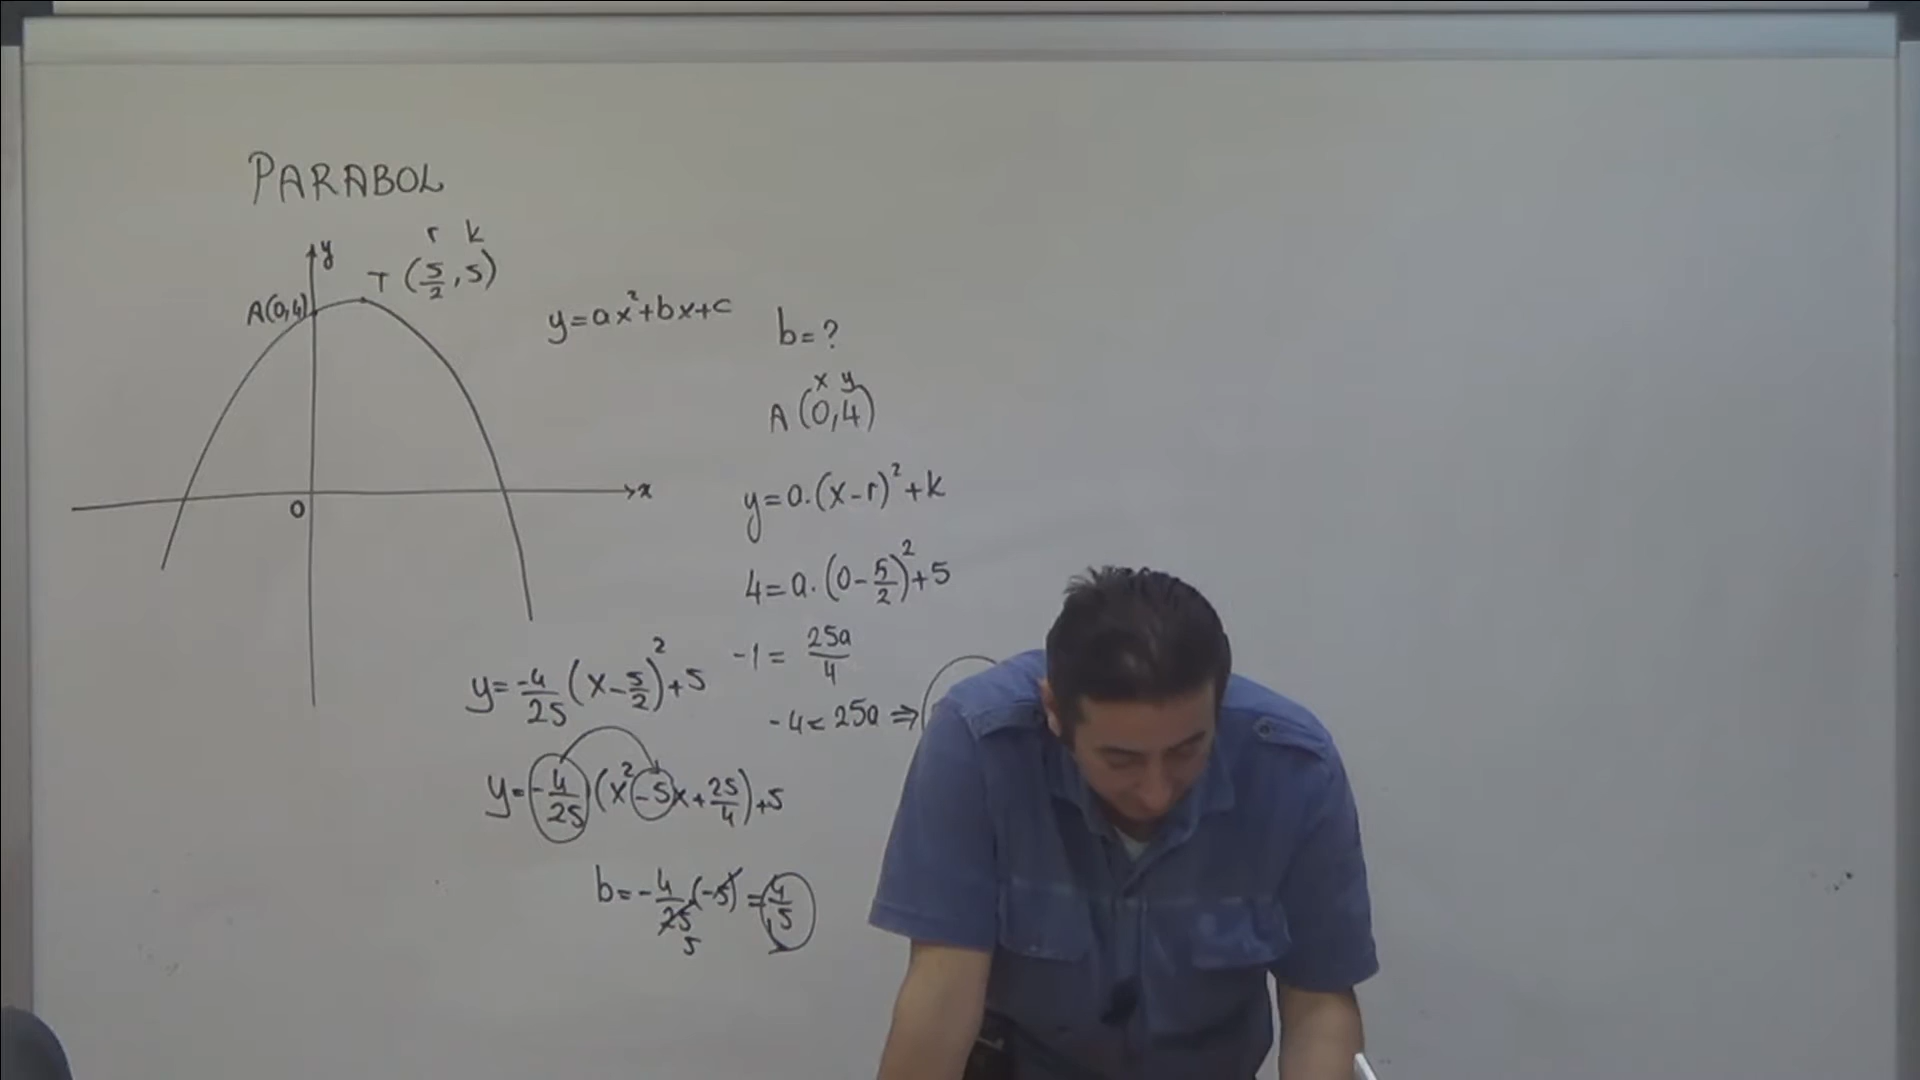 PARABOL
r k
y
T (5/2, 5)
A(0,4)
x
O
y=ax²+bx+c
b=?
x y
A (0,4)
y=a.(x-r)²+k
4=a.(0-5/2)²+5
-1 = 25a/4
-4 = 25a ⇒
y=-4/25 (x-5/2)²+5
y=-4/25 (x²-5x+25/4)+5
b=-4/25.(-5) = 4/5
5